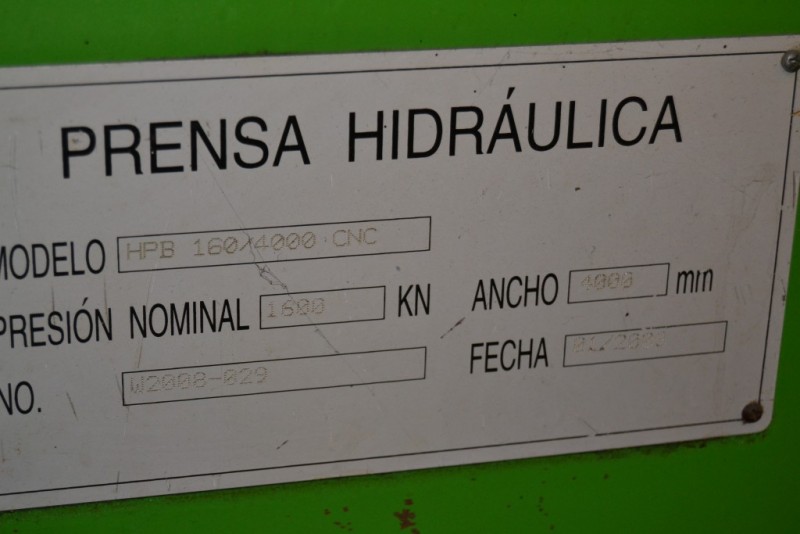 PRENSA HIDRÁULICA
MODELO HPB 160/4000 CNC
PRESIÓN NOMINAL 1600 KN ANCHO 4000 mm
NO. W2008-029 FECHA